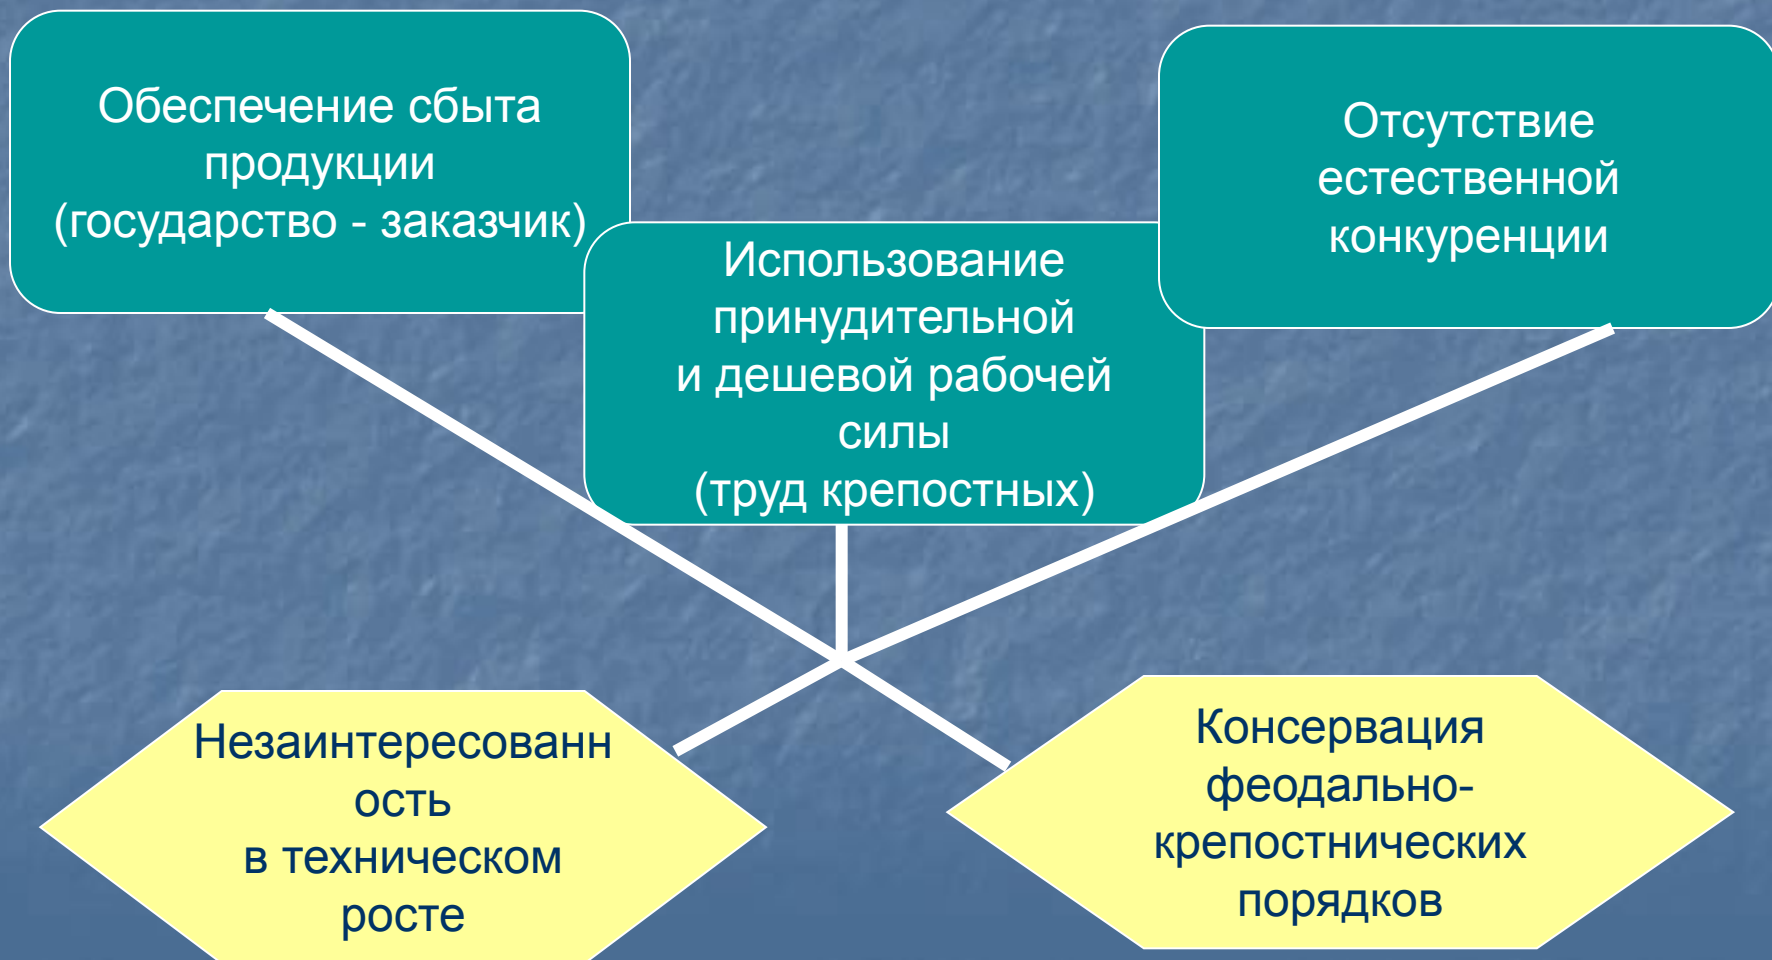 Обеспечение сбыта
продукции
(государство - заказчик)
Использование
принудительной
и дешевой рабочей
силы
(труд крепостных)
Отсутствие
естественной
конкуренции
Незаинтересованн
ость
в техническом
росте
Консервация
феодально-
крепостнических
порядков